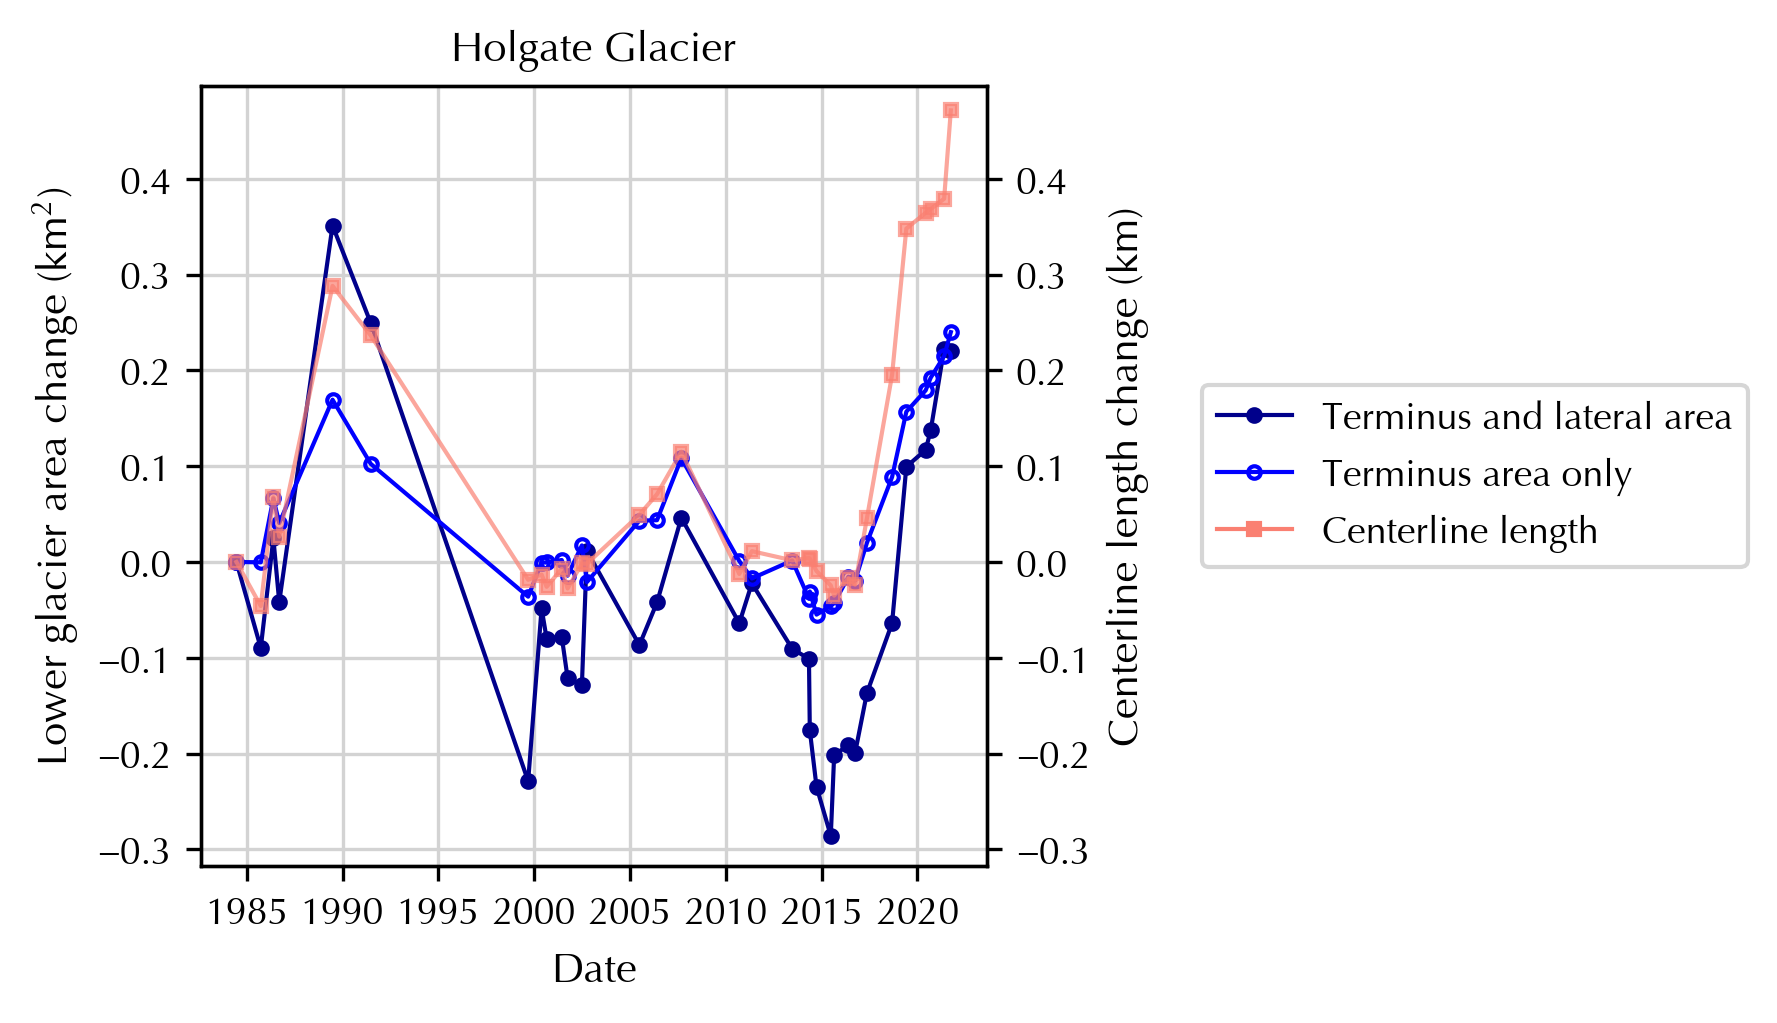 Holgate Glacier
Lower glacier area change (km²)
0.4
0.3
0.2
0.1
0.0
−0.1
−0.2
−0.3
1985 1990 1995 2000 2005 2010 2015 2020
Date
0.4
0.3
0.2
0.1
0.0
−0.1
−0.2
−0.3
Centerline length change (km)
Terminus and lateral area
Terminus area only
Centerline length